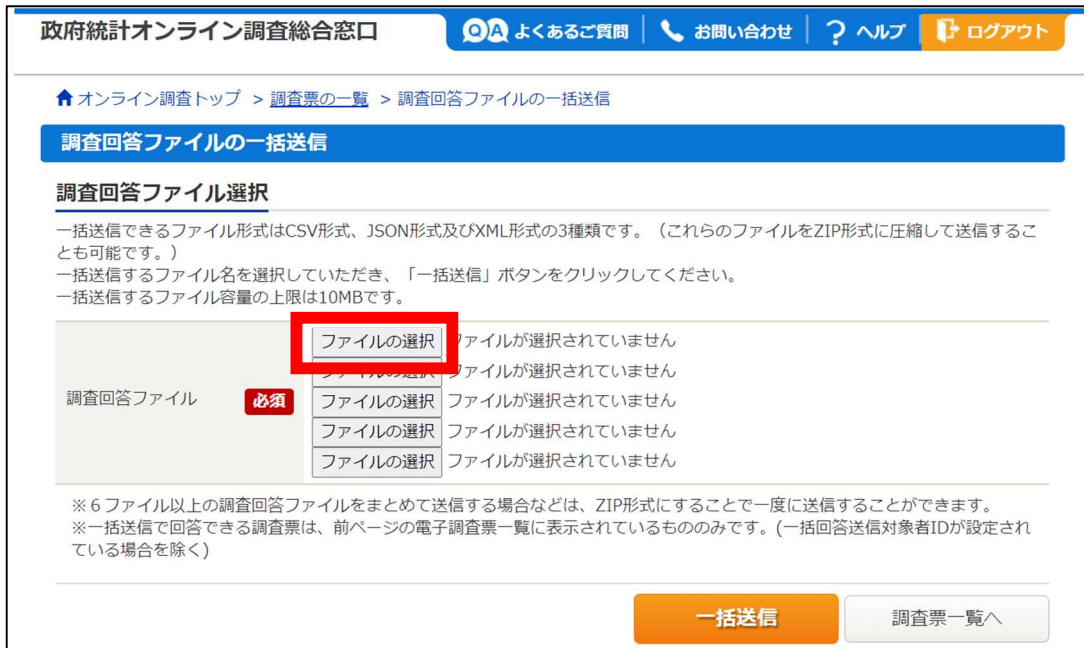 政府統計オンライン調査総合窓口
QA よくあるご質問
お問い合わせ
? ヘルプ
ログアウト
オンライン調査トップ > 調査票の一覧 > 調査回答ファイルの一括送信
調査回答ファイルの一括送信
調査回答ファイル選択
一括送信できるファイル形式はCSV形式、JSON形式及びXML形式の3種類です。（これらのファイルをZIP形式に圧縮して送信するこ
とも可能です。）
一括送信するファイル名を選択していただき、「一括送信」ボタンをクリックしてください。
一括送信するファイル容量の上限は10MBです。
ファイルの選択 ファイルが選択されていません
ファイルの選択 ファイルが選択されていません
調査回答ファイル 必須 ファイルの選択 ファイルが選択されていません
ファイルの選択 ファイルが選択されていません
ファイルの選択 ファイルが選択されていません
※６ファイル以上の調査回答ファイルをまとめて送信する場合などは、ZIP形式にすることで一度に送信することができます。
※一括送信で回答できる調査票は、前ページの電子調査票一覧に表示されているもののみです。(一括回答送信対象者IDが設定され
ている場合を除く)
一括送信
調査票一覧へ